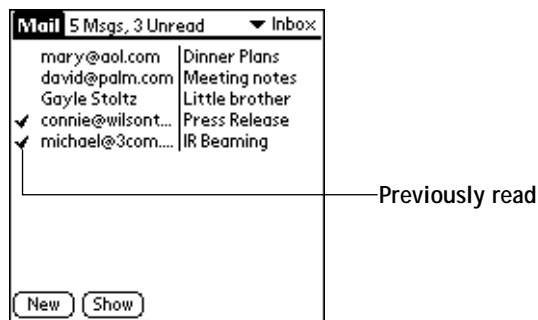 Mail 5 Msgs, 3 Unread Inbox
mary@aol.com Dinner Plans
david@palm.com Meeting notes
Gayle Stoltz Little brother
connie@wilsont... Press Release
michael@3com.... IR Beaming
Previously read
New Show